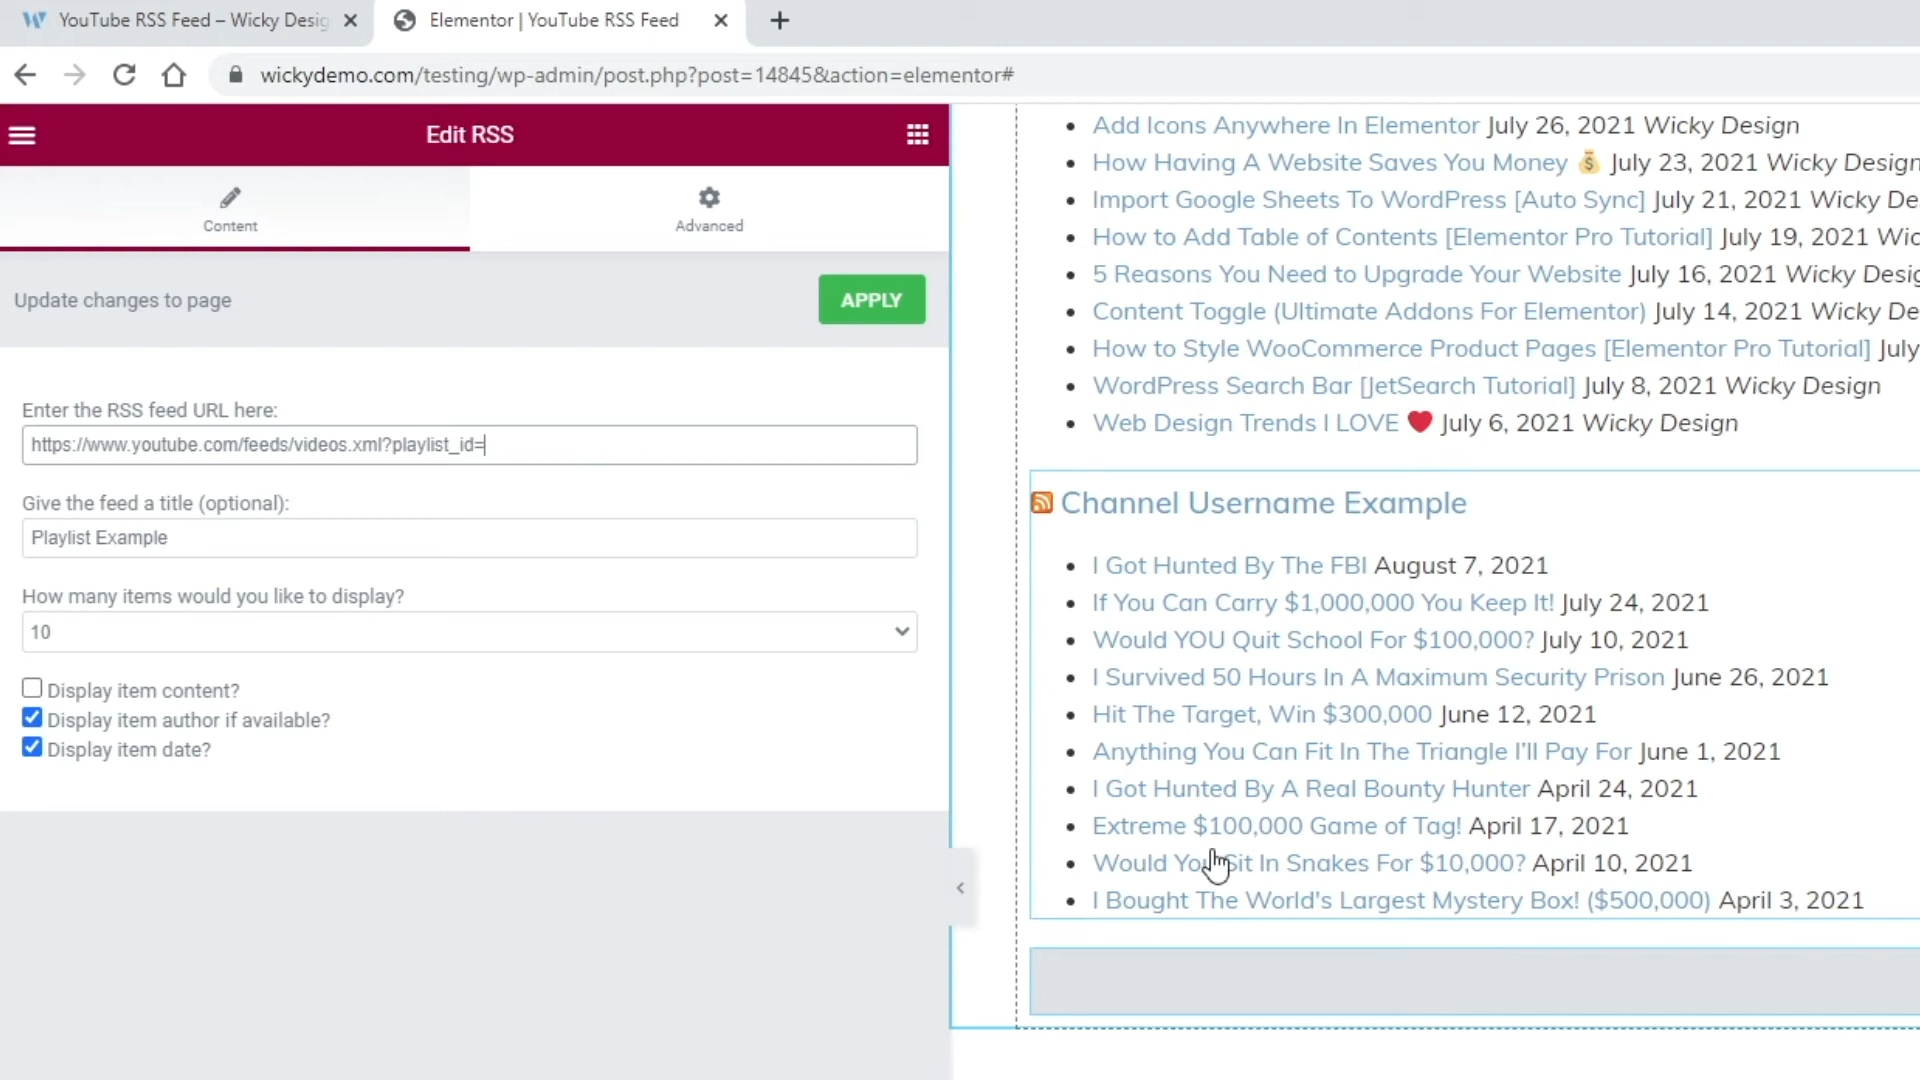 YouTube RSS Feed – Wicky Desig
Elementor | YouTube RSS Feed
wickydemo.com/testing/wp-admin/post.php?post=14845&action=elementor#
Edit RSS
Content
Advanced
Update changes to page
APPLY
Enter the RSS feed URL here:
https://www.youtube.com/feeds/videos.xml?playlist_id=
Give the feed a title (optional):
Playlist Example
How many items would you like to display?
10
Display item content?
Display item author if available?
Display item date?
Add Icons Anywhere In Elementor July 26, 2021 Wicky Design
How Having A Website Saves You Money 💰 July 23, 2021 Wicky Design
Import Google Sheets To WordPress [Auto Sync] July 21, 2021 Wicky De
How to Add Table of Contents [Elementor Pro Tutorial] July 19, 2021 Wic
5 Reasons You Need to Upgrade Your Website July 16, 2021 Wicky Desig
Content Toggle (Ultimate Addons For Elementor) July 14, 2021 Wicky De
How to Style WooCommerce Product Pages [Elementor Pro Tutorial] July
WordPress Search Bar [JetSearch Tutorial] July 8, 2021 Wicky Design
Web Design Trends I LOVE ❤️ July 6, 2021 Wicky Design
Channel Username Example
I Got Hunted By The FBI August 7, 2021
If You Can Carry $1,000,000 You Keep It! July 24, 2021
Would YOU Quit School For $100,000? July 10, 2021
I Survived 50 Hours In A Maximum Security Prison June 26, 2021
Hit The Target, Win $300,000 June 12, 2021
Anything You Can Fit In The Triangle I'll Pay For June 1, 2021
I Got Hunted By A Real Bounty Hunter April 24, 2021
Extreme $100,000 Game of Tag! April 17, 2021
Would You Sit In Snakes For $10,000? April 10, 2021
I Bought The World's Largest Mystery Box! ($500,000) April 3, 2021